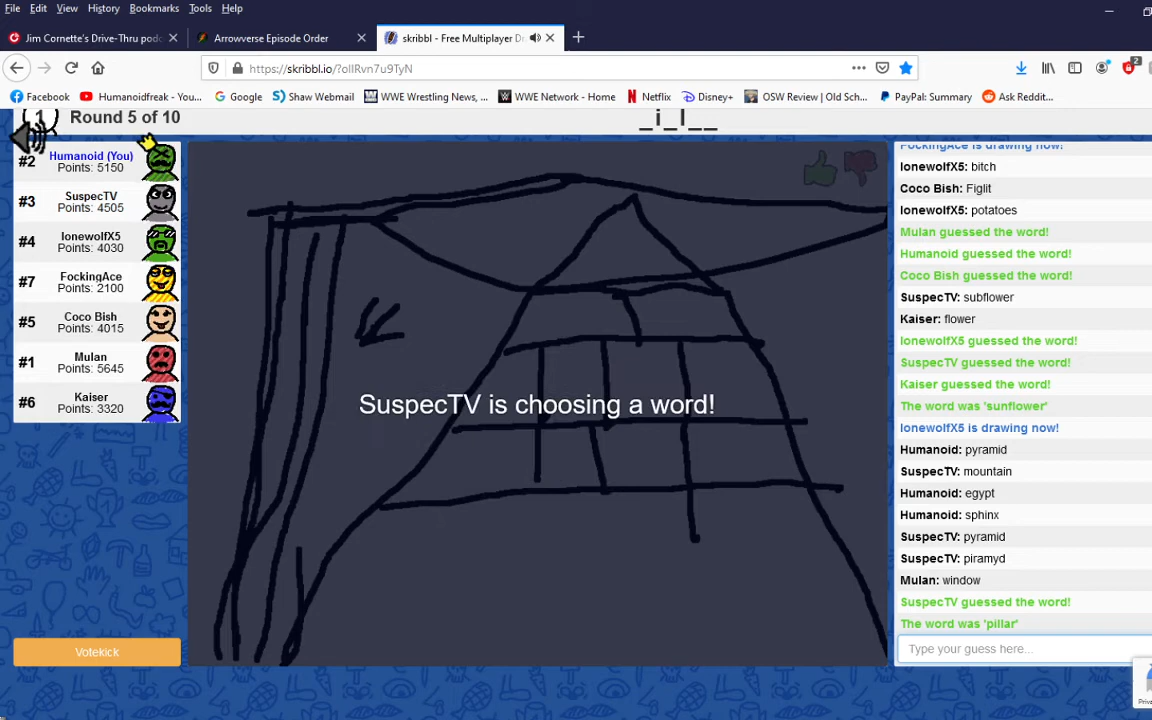 File Edit View History Bookmarks Tools Help
Jim Cornette's Drive-Thru pod Arrowverse Episode Order skribbl - Free Multiplayer D
https://skribbl.io/?olIRvn7u9TyN 2
Facebook YouTube Humanoidfreak - You... Google Shaw Webmail WWE Wrestling News, ... WWE Network - Home Netflix Disney+ OSW Review | Old Sch... PayPal: Summary Ask Reddit...
1 Round 5 of 10 _ i _ l _ _
#2 Humanoid (You)
Points: 5150
#3 SuspecTV
Points: 4505
#4 lonewolfX5
Points: 4030
#7 FockingAce
Points: 2100
#5 Coco Bish
Points: 4015
#1 Mulan
Points: 5645
#6 Kaiser
Points: 3320
Votekick
SuspecTV is choosing a word!
FockingAce is drawing now!
lonewolfX5: bitch
Coco Bish: Figlit
lonewolfX5: potatoes
Mulan guessed the word!
Humanoid guessed the word!
Coco Bish guessed the word!
SuspecTV: subflower
Kaiser: flower
lonewolfX5 guessed the word!
SuspecTV guessed the word!
Kaiser guessed the word!
The word was 'sunflower'
lonewolfX5 is drawing now!
Humanoid: pyramid
SuspecTV: mountain
Humanoid: egypt
Humanoid: sphinx
SuspecTV: pyramid
SuspecTV: piramyd
Mulan: window
SuspecTV guessed the word!
The word was 'pillar'
Type your guess here...